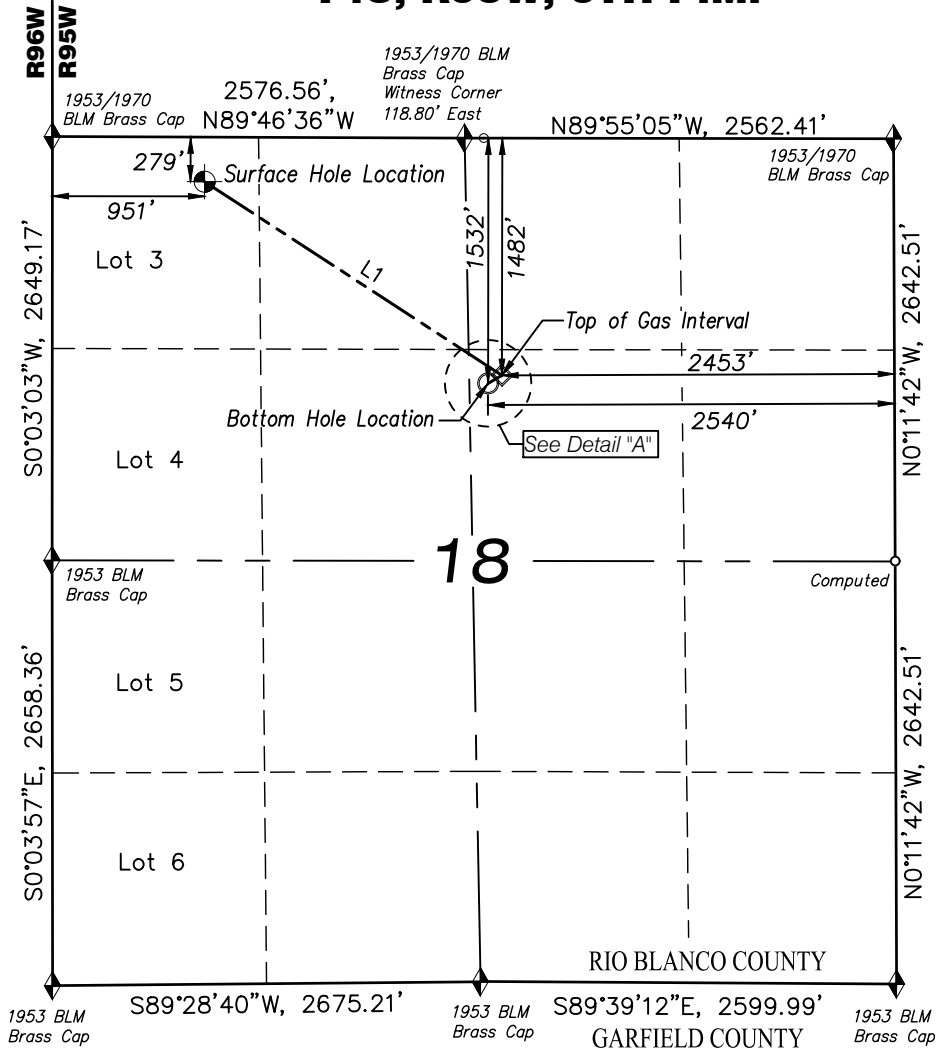 R96W
R95W
1953/1970
BLM Brass Cap
2576.56',
N89°46'36"W
1953/1970 BLM
Brass Cap
Witness Corner
118.80' East
N89°55'05"W, 2562.41'
1953/1970
BLM Brass Cap
279'
Surface Hole Location
951'
Lot 3
L1
1532'
1482'
S0°03'03"W, 2649.17'
N0°11'42"W, 2642.51'
Top of Gas Interval
2453'
Bottom Hole Location
2540'
See Detail "A"
Lot 4
18
1953 BLM
Brass Cap
Computed
Lot 5
S0°03'57"E, 2658.36'
N0°11'42"W, 2642.51'
Lot 6
RIO BLANCO COUNTY
S89°28'40"W, 2675.21'
S89°39'12"E, 2599.99'
1953 BLM
Brass Cap
1953 BLM
Brass Cap
1953 BLM
Brass Cap
GARFIELD COUNTY